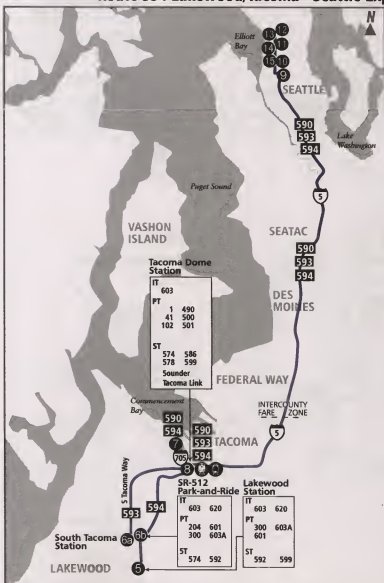 N
Elliott
Bay
13 12
14 11
15 10
9
SEATTLE
590
593
594
Lake
Washington
5
Puget Sound
VASHON
ISLAND
SEATAC
590
593
594
DES
MOINES
Tacoma Dome
Station
IT
603
PT
1 490
41 500
102 501
ST
574 586
578 599
Sounder
Tacoma Link
FEDERAL WAY
INTERCOUNTY
FARE ZONE
5
Commencement
Bay
590
594
7
590
593
594
TACOMA
705
8
S Tacoma Way
593
594
SR-512
Park-and-Ride
IT
603 620
PT
204 601
300 603A
ST
574 592
Lakewood
Station
IT
603 620
PT
300 603A
601
ST
592 599
South Tacoma
Station
6a
6b
LAKEWOOD
5